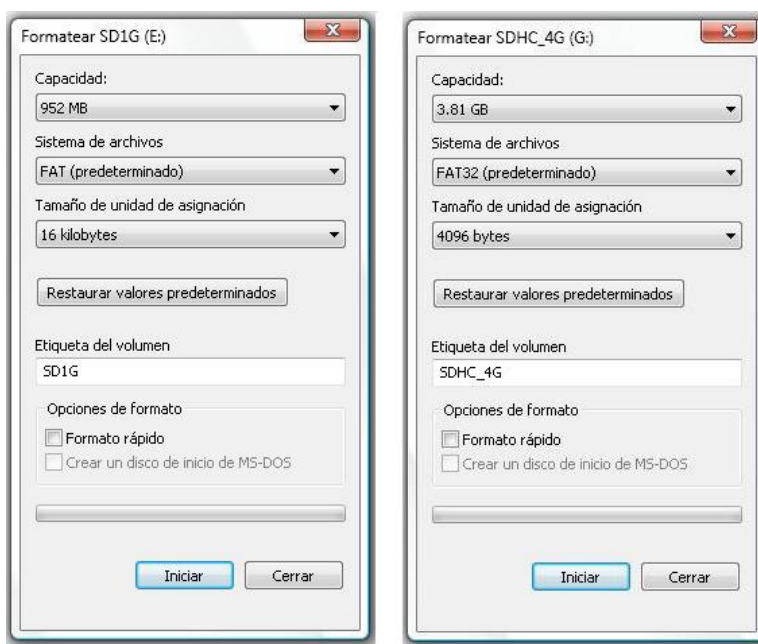 Formatear SD1G (E:)
Capacidad:
952 MB
Sistema de archivos
FAT (predeterminado)
Tamaño de unidad de asignación
16 kilobytes
Restaurar valores predeterminados
Etiqueta del volumen
SD1G
Opciones de formato
Formato rápido
Crear un disco de inicio de MS-DOS
Iniciar
Cerrar
Formatear SDHC_4G (G:)
Capacidad:
3.81 GB
Sistema de archivos
FAT32 (predeterminado)
Tamaño de unidad de asignación
4096 bytes
Restaurar valores predeterminados
Etiqueta del volumen
SDHC_4G
Opciones de formato
Formato rápido
Crear un disco de inicio de MS-DOS
Iniciar
Cerrar